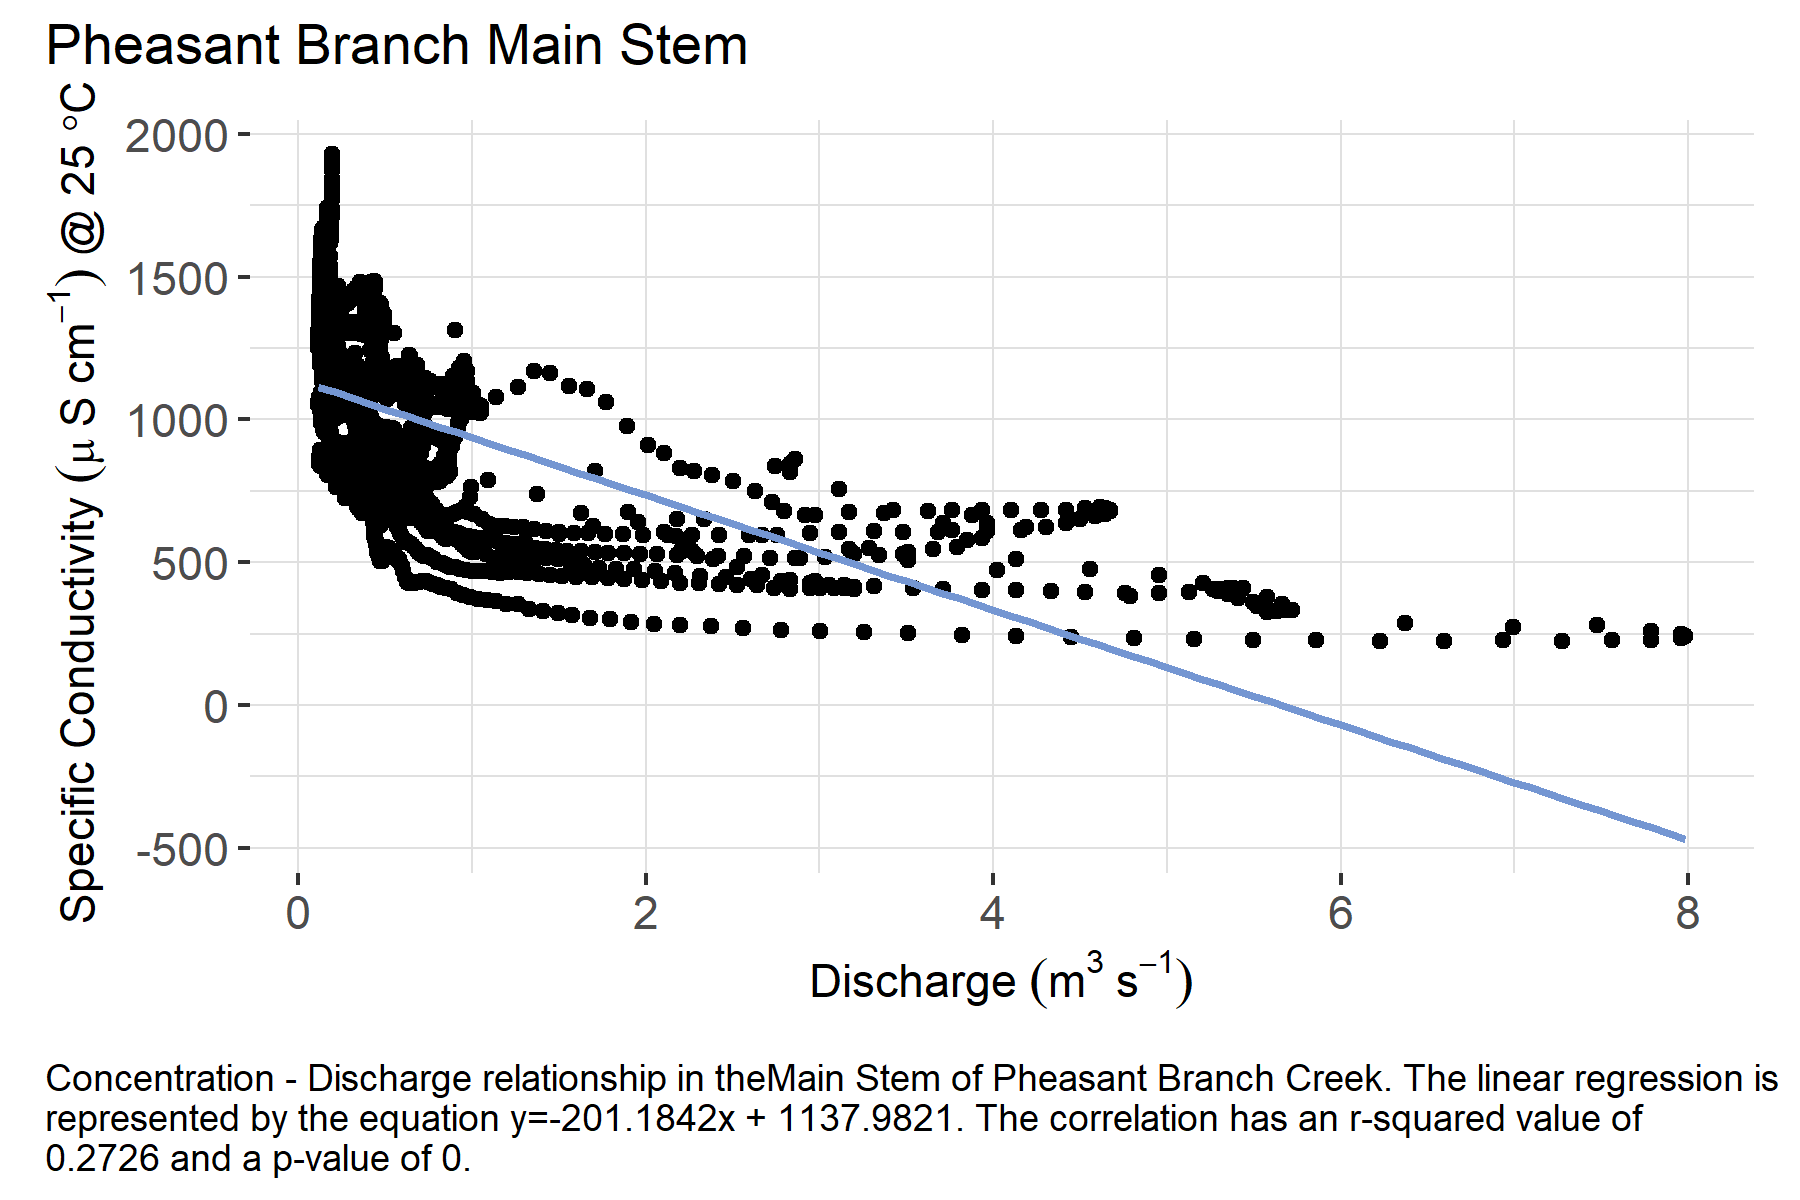 Pheasant Branch Main Stem
Specific Conductivity (μ S cm⁻¹) @ 25 °C
2000
1500
1000
500
0
-500
0 2 4 6 8
Discharge (m³ s⁻¹)
Concentration - Discharge relationship in theMain Stem of Pheasant Branch Creek. The linear regression is
represented by the equation y=-201.1842x + 1137.9821. The correlation has an r-squared value of
0.2726 and a p-value of 0.